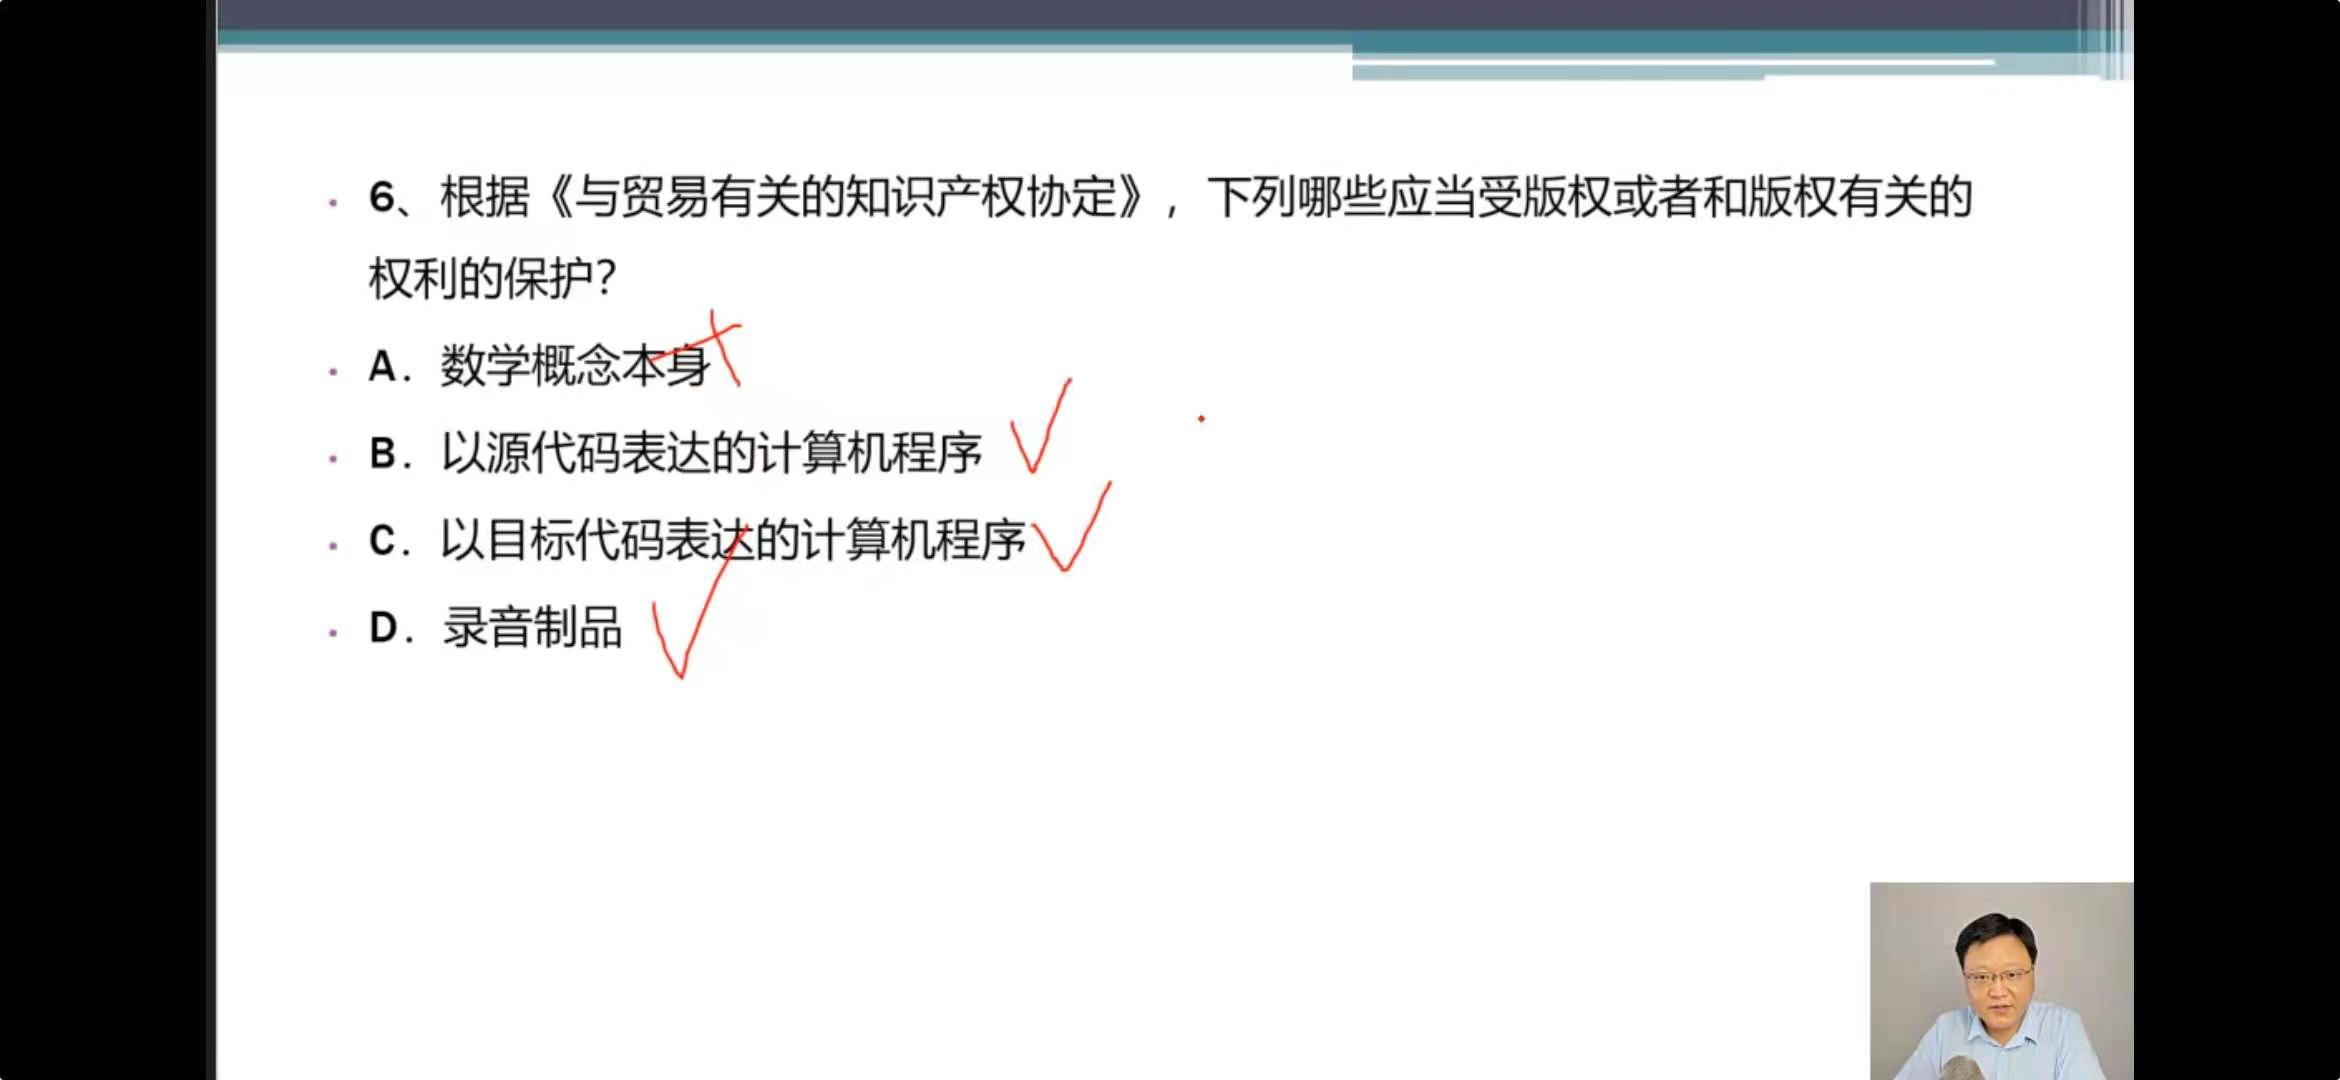 6、根据《与贸易有关的知识产权协定》，下列哪些应当受版权或者和版权有关的
权利的保护？
A．数学概念本身
B．以源代码表达的计算机程序
C．以目标代码表达的计算机程序
D．录音制品